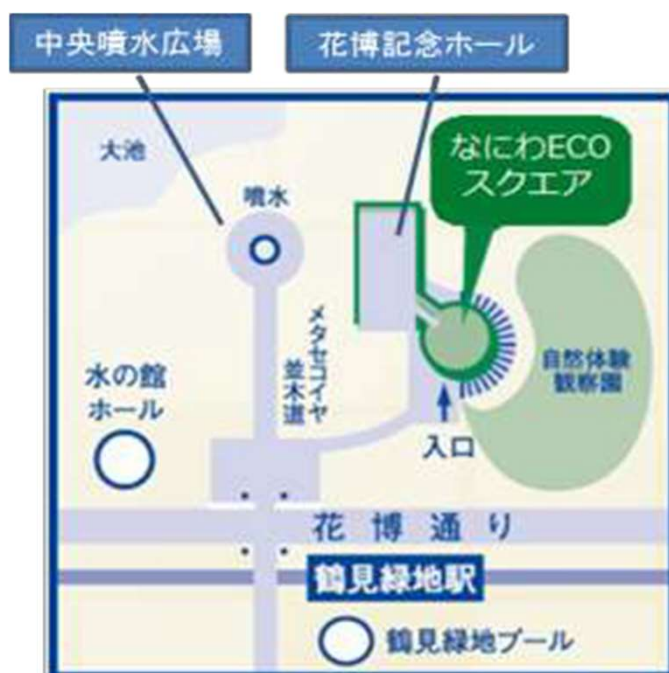 中央噴水広場
花博記念ホール
大池
なにわECO
スクエア
噴水
メタセコイヤ
並木道
自然体験
観察園
水の館
ホール
入口
花博通り
鶴見緑地駅
鶴見緑地プール